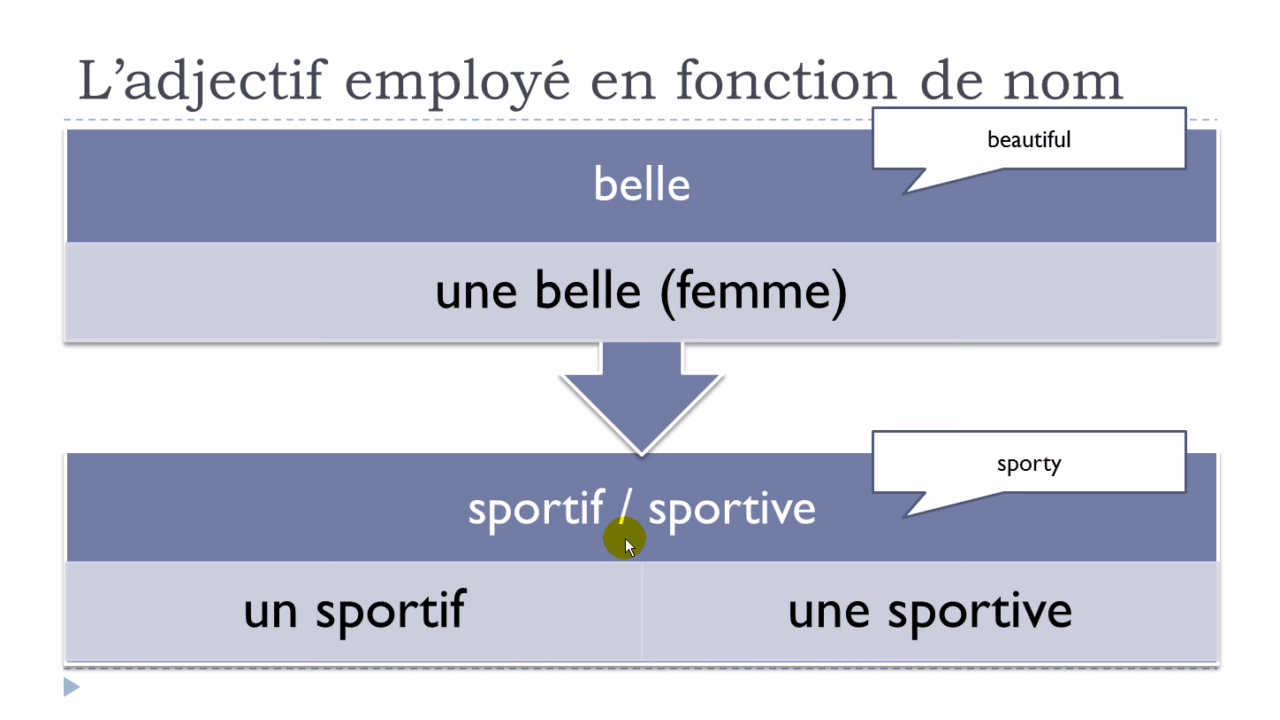 L’adjectif employé en fonction de nom
beautiful
belle
une belle (femme)
sporty
sportif / sportive
un sportif
une sportive